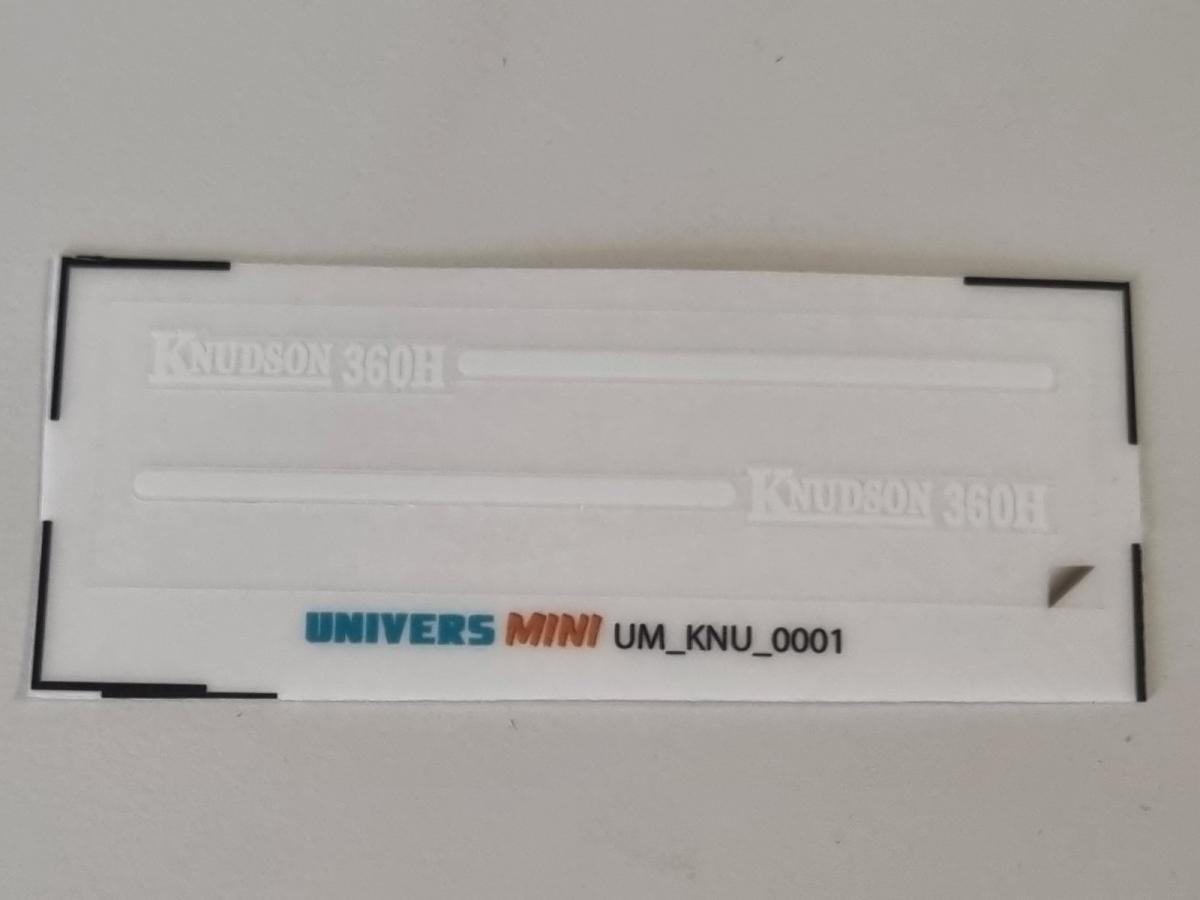 KNUDSON 360H
KNUDSON 360H
UNIVERS MINI UM_KNU_0001